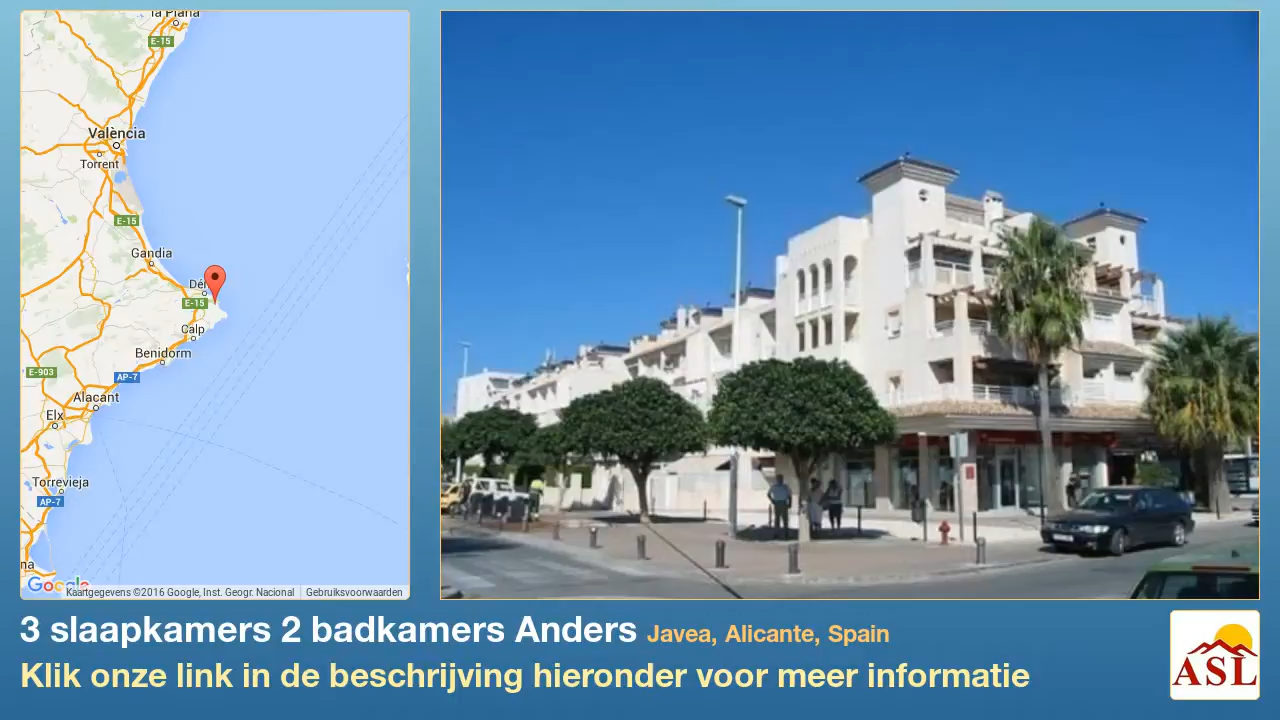 la Plana
E-15
València
Torrent
E-15
Gandia
Dé
E-15
Calp
Benidorm
E-903
AP-7
Alacant
Elx
Torrevieja
AP-7
na
Google
Kaartgegevens ©2016 Google, Inst. Geogr. Nacional
Gebruiksvoorwaarden
3 slaapkamers 2 badkamers Anders Javea, Alicante, Spain
Klik onze link in de beschrijving hieronder voor meer informatie
ASL